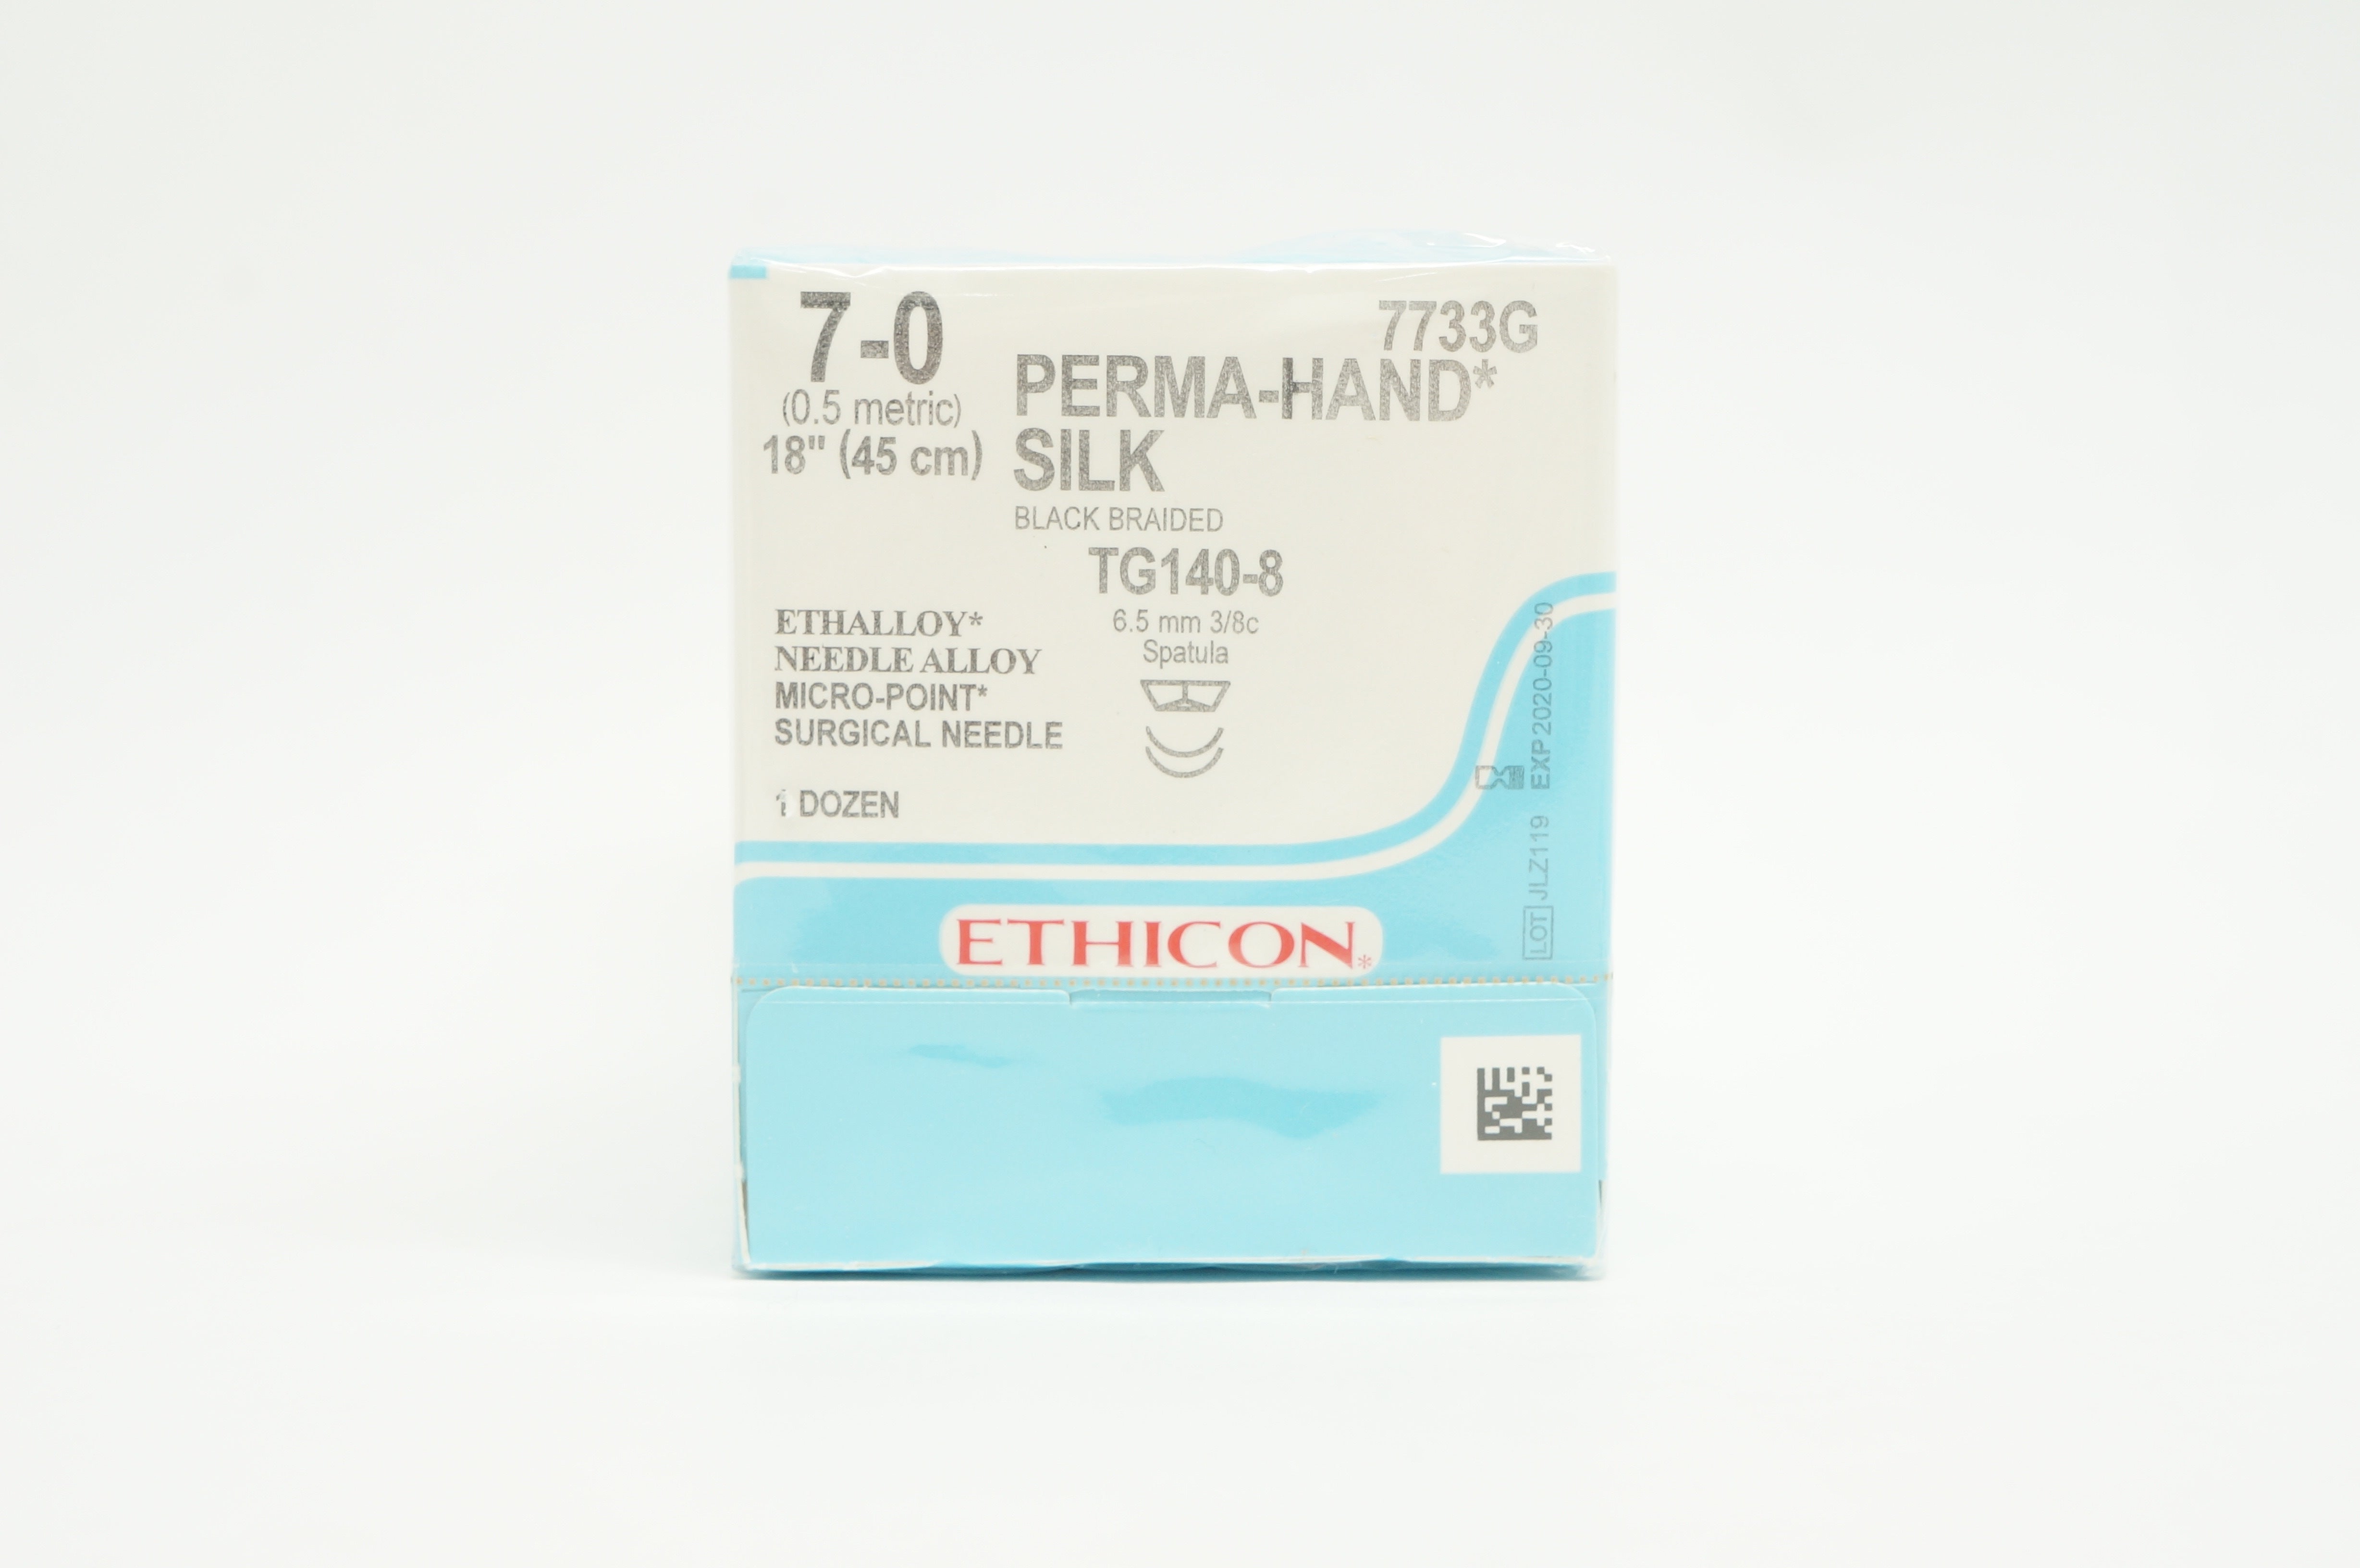 7-0
(0.5 metric)
18" (45 cm)
7733G
PERMA-HAND*
SILK
BLACK BRAIDED
TG140-8
6.5 mm 3/8c
Spatula
ETHALLOY*
NEEDLE ALLOY
MICRO-POINT*
SURGICAL NEEDLE
1 DOZEN
LOT JLZ1119 EXP 2020-09-30
ETHICON*